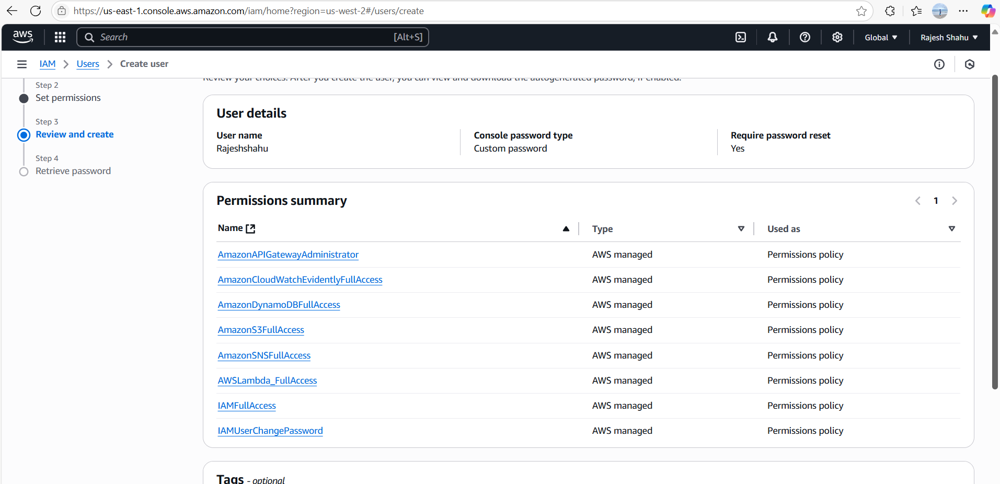 https://us-east-1.console.aws.amazon.com/iam/home?region=us-west-2#/users/create
aws Search [Alt+S] Global Rajesh Shahu
IAM Users Create user
Review your choices. After you create the user, you can view and download the autogenerated password, if enabled.
Step 2
Set permissions
Step 3
Review and create
Step 4
Retrieve password
User details
User name Console password type Require password reset
Rajeshshahu Custom password Yes
Permissions summary 1
Name Type Used as
AmazonAPIGatewayAdministrator AWS managed Permissions policy
AmazonCloudWatchEvidentlyFullAccess AWS managed Permissions policy
AmazonDynamoDBFullAccess AWS managed Permissions policy
AmazonS3FullAccess AWS managed Permissions policy
AmazonSNSFullAccess AWS managed Permissions policy
AWSLambda_FullAccess AWS managed Permissions policy
IAMFullAccess AWS managed Permissions policy
IAMUserChangePassword AWS managed Permissions policy
Tags - optional